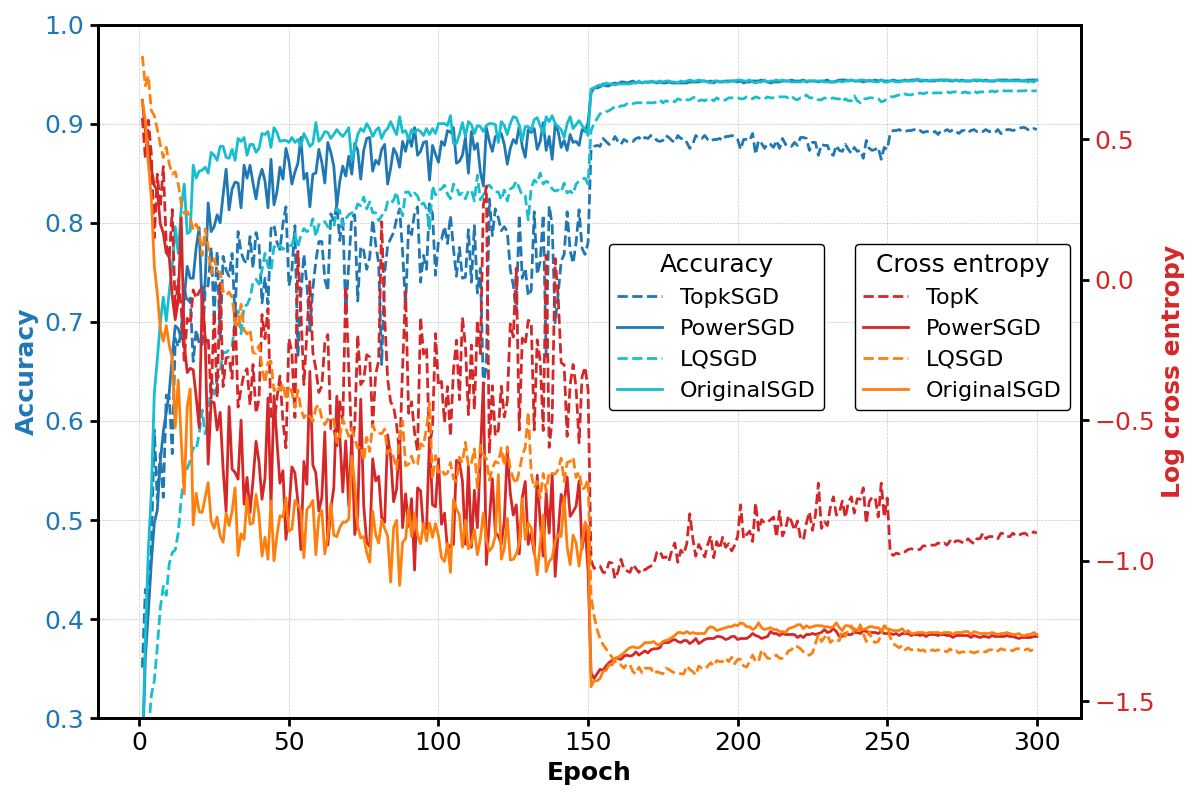 1.0
0.9
0.8
0.7
0.6
0.5
0.4
0.3
Accuracy
0
50
100
150
200
250
300
Epoch
0.5
0.0
−0.5
−1.0
−1.5
Log cross entropy
Accuracy
TopkSGD
PowerSGD
LQSGD
OriginalSGD
Cross entropy
TopK
PowerSGD
LQSGD
OriginalSGD